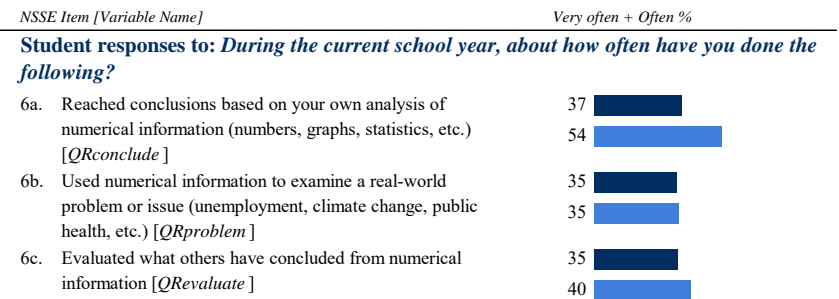 NSSE Item [Variable Name] Very often + Often %
Student responses to: During the current school year, about how often have you done the
following?
6a. Reached conclusions based on your own analysis of 37
numerical information (numbers, graphs, statistics, etc.) 54
[QRconclude ]
6b. Used numerical information to examine a real-world 35
problem or issue (unemployment, climate change, public 35
health, etc.) [QRproblem ]
6c. Evaluated what others have concluded from numerical 35
information [QRevaluate ] 40